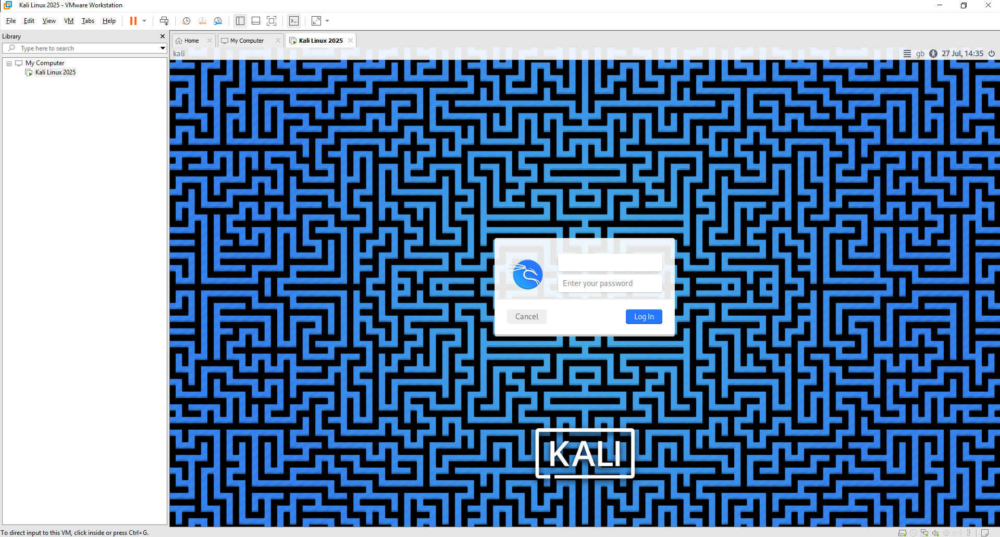 Kali Linux 2025 - VMware Workstation
File Edit View VM Tabs Help
Library
Type here to search
My Computer
Kali Linux 2025
Home
My Computer
Kali Linux 2025
kali
gb
27 Jul, 14:35
Enter your password
Cancel
Log In
KALI
To direct input to this VM, click inside or press Ctrl+G.